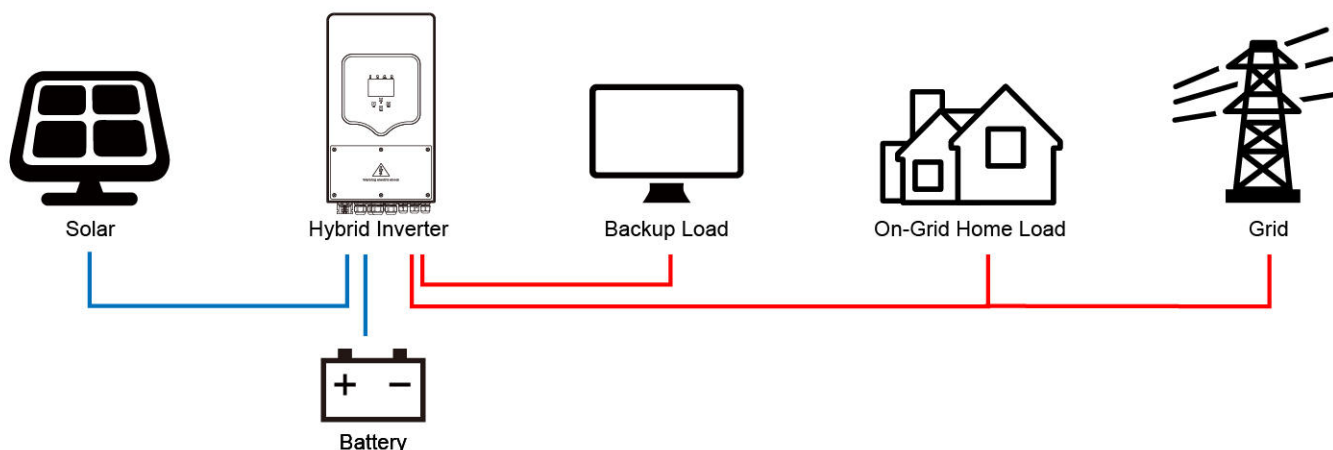 Solar
Hybrid Inverter
Backup Load
On-Grid Home Load
Grid
+ −
Battery